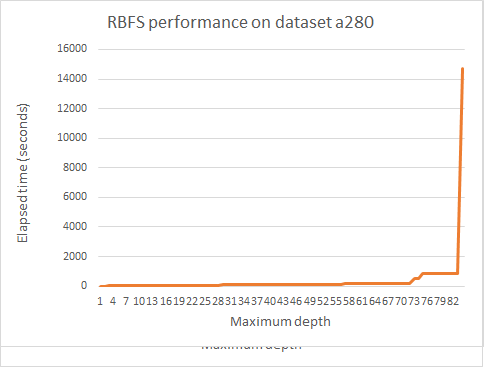 RBFS performance on dataset a280
16000
14000
12000
10000
8000
6000
4000
2000
0
Elapsed time (seconds)
1 4 7 10 13 16 19 22 25 28 31 34 37 40 43 46 49 52 55 58 61 64 67 70 73 76 79 82
Maximum depth
Maximum depth